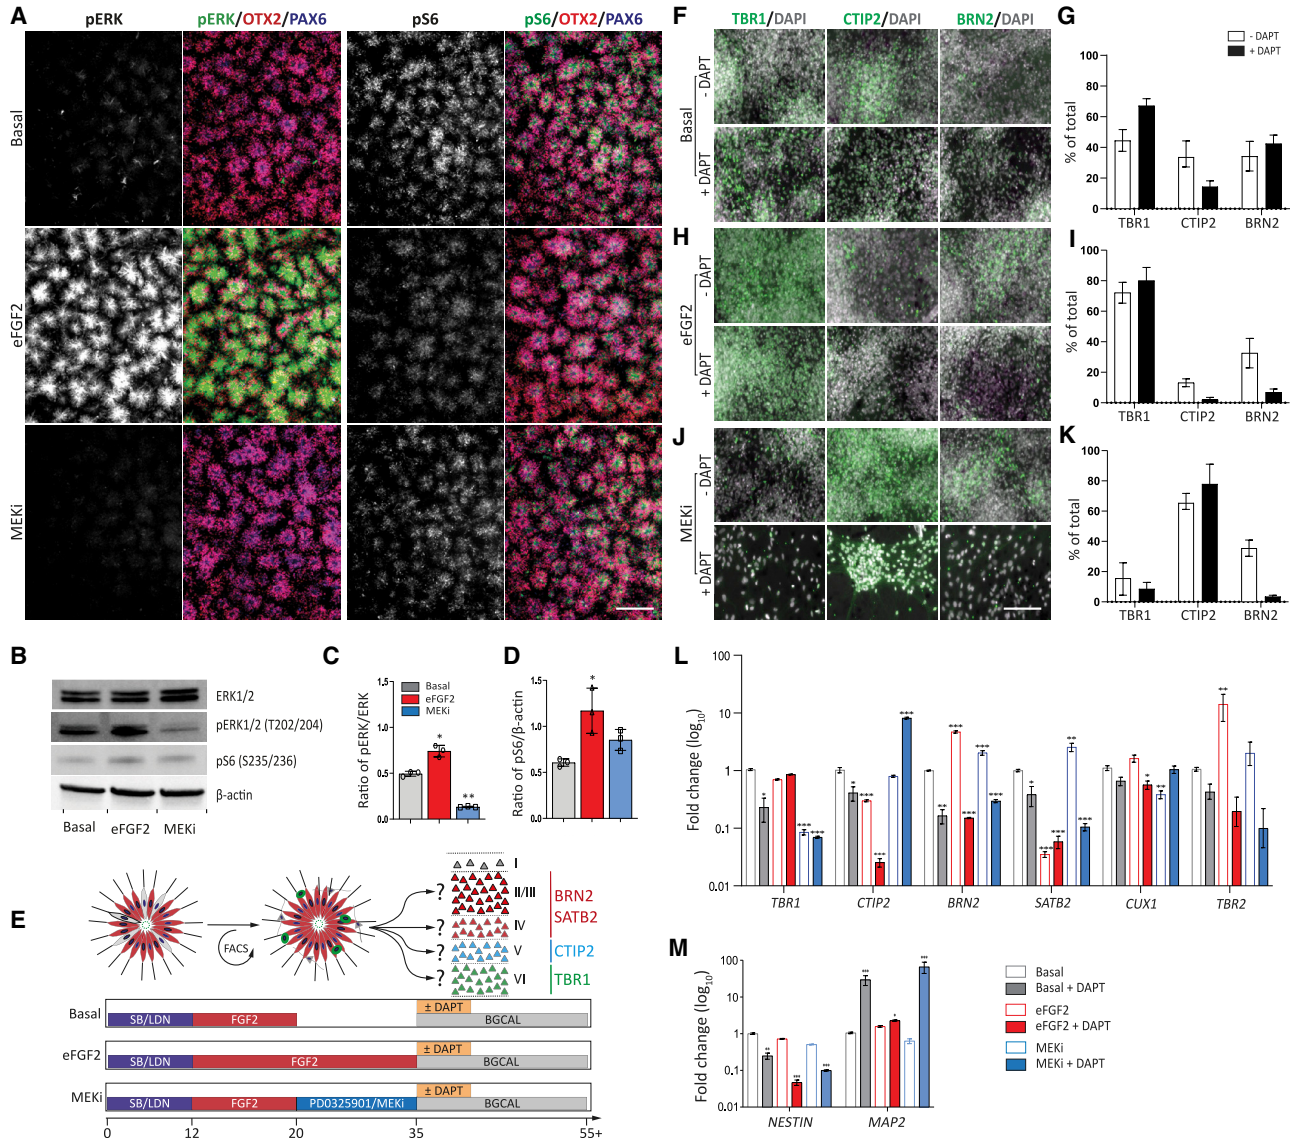 A
pERK
pERK/OTX2/PAX6
pS6
pS6/OTX2/PAX6
Basal
eFGF2
MEKi
F
TBR1/DAPI
CTIP2/DAPI
BRN2/DAPI
Basal
- DAPT
+ DAPT
G
- DAPT
+ DAPT
% of total
100
80
60
40
20
0
TBR1
CTIP2
BRN2
H
eFGF2
- DAPT
+ DAPT
I
% of total
100
80
60
40
20
0
TBR1
CTIP2
BRN2
J
MEKi
- DAPT
+ DAPT
K
% of total
100
80
60
40
20
0
TBR1
CTIP2
BRN2
B
ERK1/2
pERK1/2 (T202/204)
pS6 (S235/236)
β-actin
Basal
eFGF2
MEKi
C
Ratio of pERK/ERK
1.5
1.0
0.5
0.0
Basal
eFGF2
MEKi
*
**
D
Ratio of pS6/β-actin
1.5
1.0
0.5
0.0
*
E
FACS
?
?
?
?
I
II/III
IV
V
VI
BRN2
SATB2
CTIP2
TBR1
Basal
SB/LDN
FGF2
± DAPT
BGCAL
eFGF2
SB/LDN
FGF2
± DAPT
BGCAL
MEKi
SB/LDN
FGF2
PD0325901/MEKi
± DAPT
BGCAL
0
12
20
35
55+
L
Fold change (log10)
100
10
1
0.1
0.01
*
***
***
*
***
***
***
**
***
***
***
*
***
***
**
***
*
**
**
TBR1
CTIP2
BRN2
SATB2
CUX1
TBR2
M
Fold change (log10)
100
10
1
0.1
0.01
**
***
***
***
*
***
NESTIN
MAP2
Basal
Basal + DAPT
eFGF2
eFGF2 + DAPT
MEKi
MEKi + DAPT